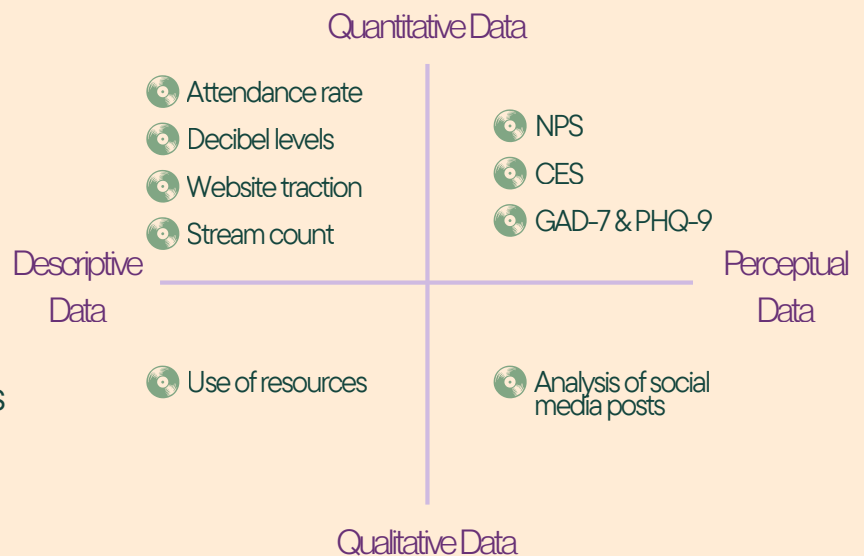 Quantitative Data
Attendance rate
Decibel levels
Website traction
Stream count
NPS
CES
GAD-7 & PHQ-9
Descriptive
Data
Perceptual
Data
Use of resources
Analysis of social
media posts
s
Qualitative Data